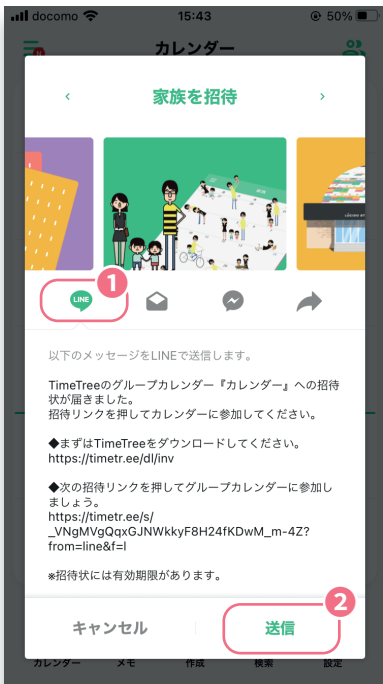 docomo 15:43 50%
N
カレンダー
‹ 家族を招待 ›
LINE
1
以下のメッセージをLINEで送信します。
TimeTreeのグループカレンダー『カレンダー』への招待
状が届きました。
招待リンクを押してカレンダーに参加してください。
◆まずはTimeTreeをダウンロードしてください。
https://timetr.ee/dl/inv
◆次の招待リンクを押してグループカレンダーに参加し
ましょう。
https://timetr.ee/s/
_VNgMVgQqxGJNWkkyF8H24fKDwM_m-4Z?
from=line&f=l
※招待状には有効期限があります。
2
キャンセル 送信
カレンダー メモ 作成 検索 設定